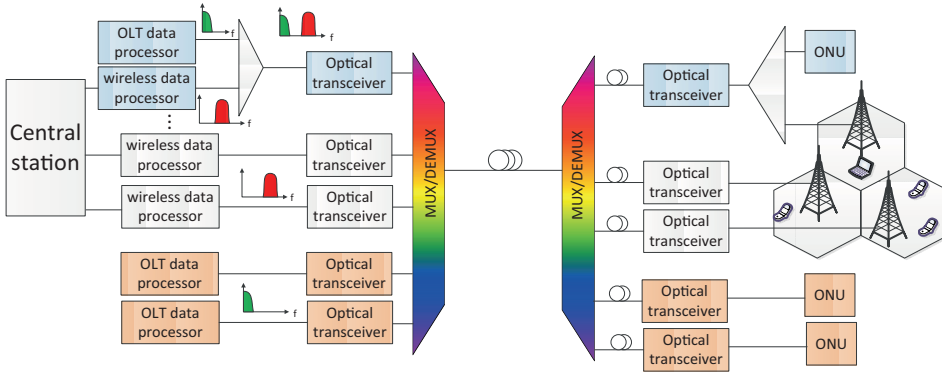 OLT data
processor
f
f
wireless data
processor
f
Optical
transceiver
Central
station
wireless data
processor
Optical
transceiver
wireless data
processor
f
Optical
transceiver
OLT data
processor
Optical
transceiver
OLT data
processor
f
Optical
transceiver
MUX/DEMUX
MUX/DEMUX
Optical
transceiver
ONU
Optical
transceiver
Optical
transceiver
Optical
transceiver
ONU
Optical
transceiver
ONU